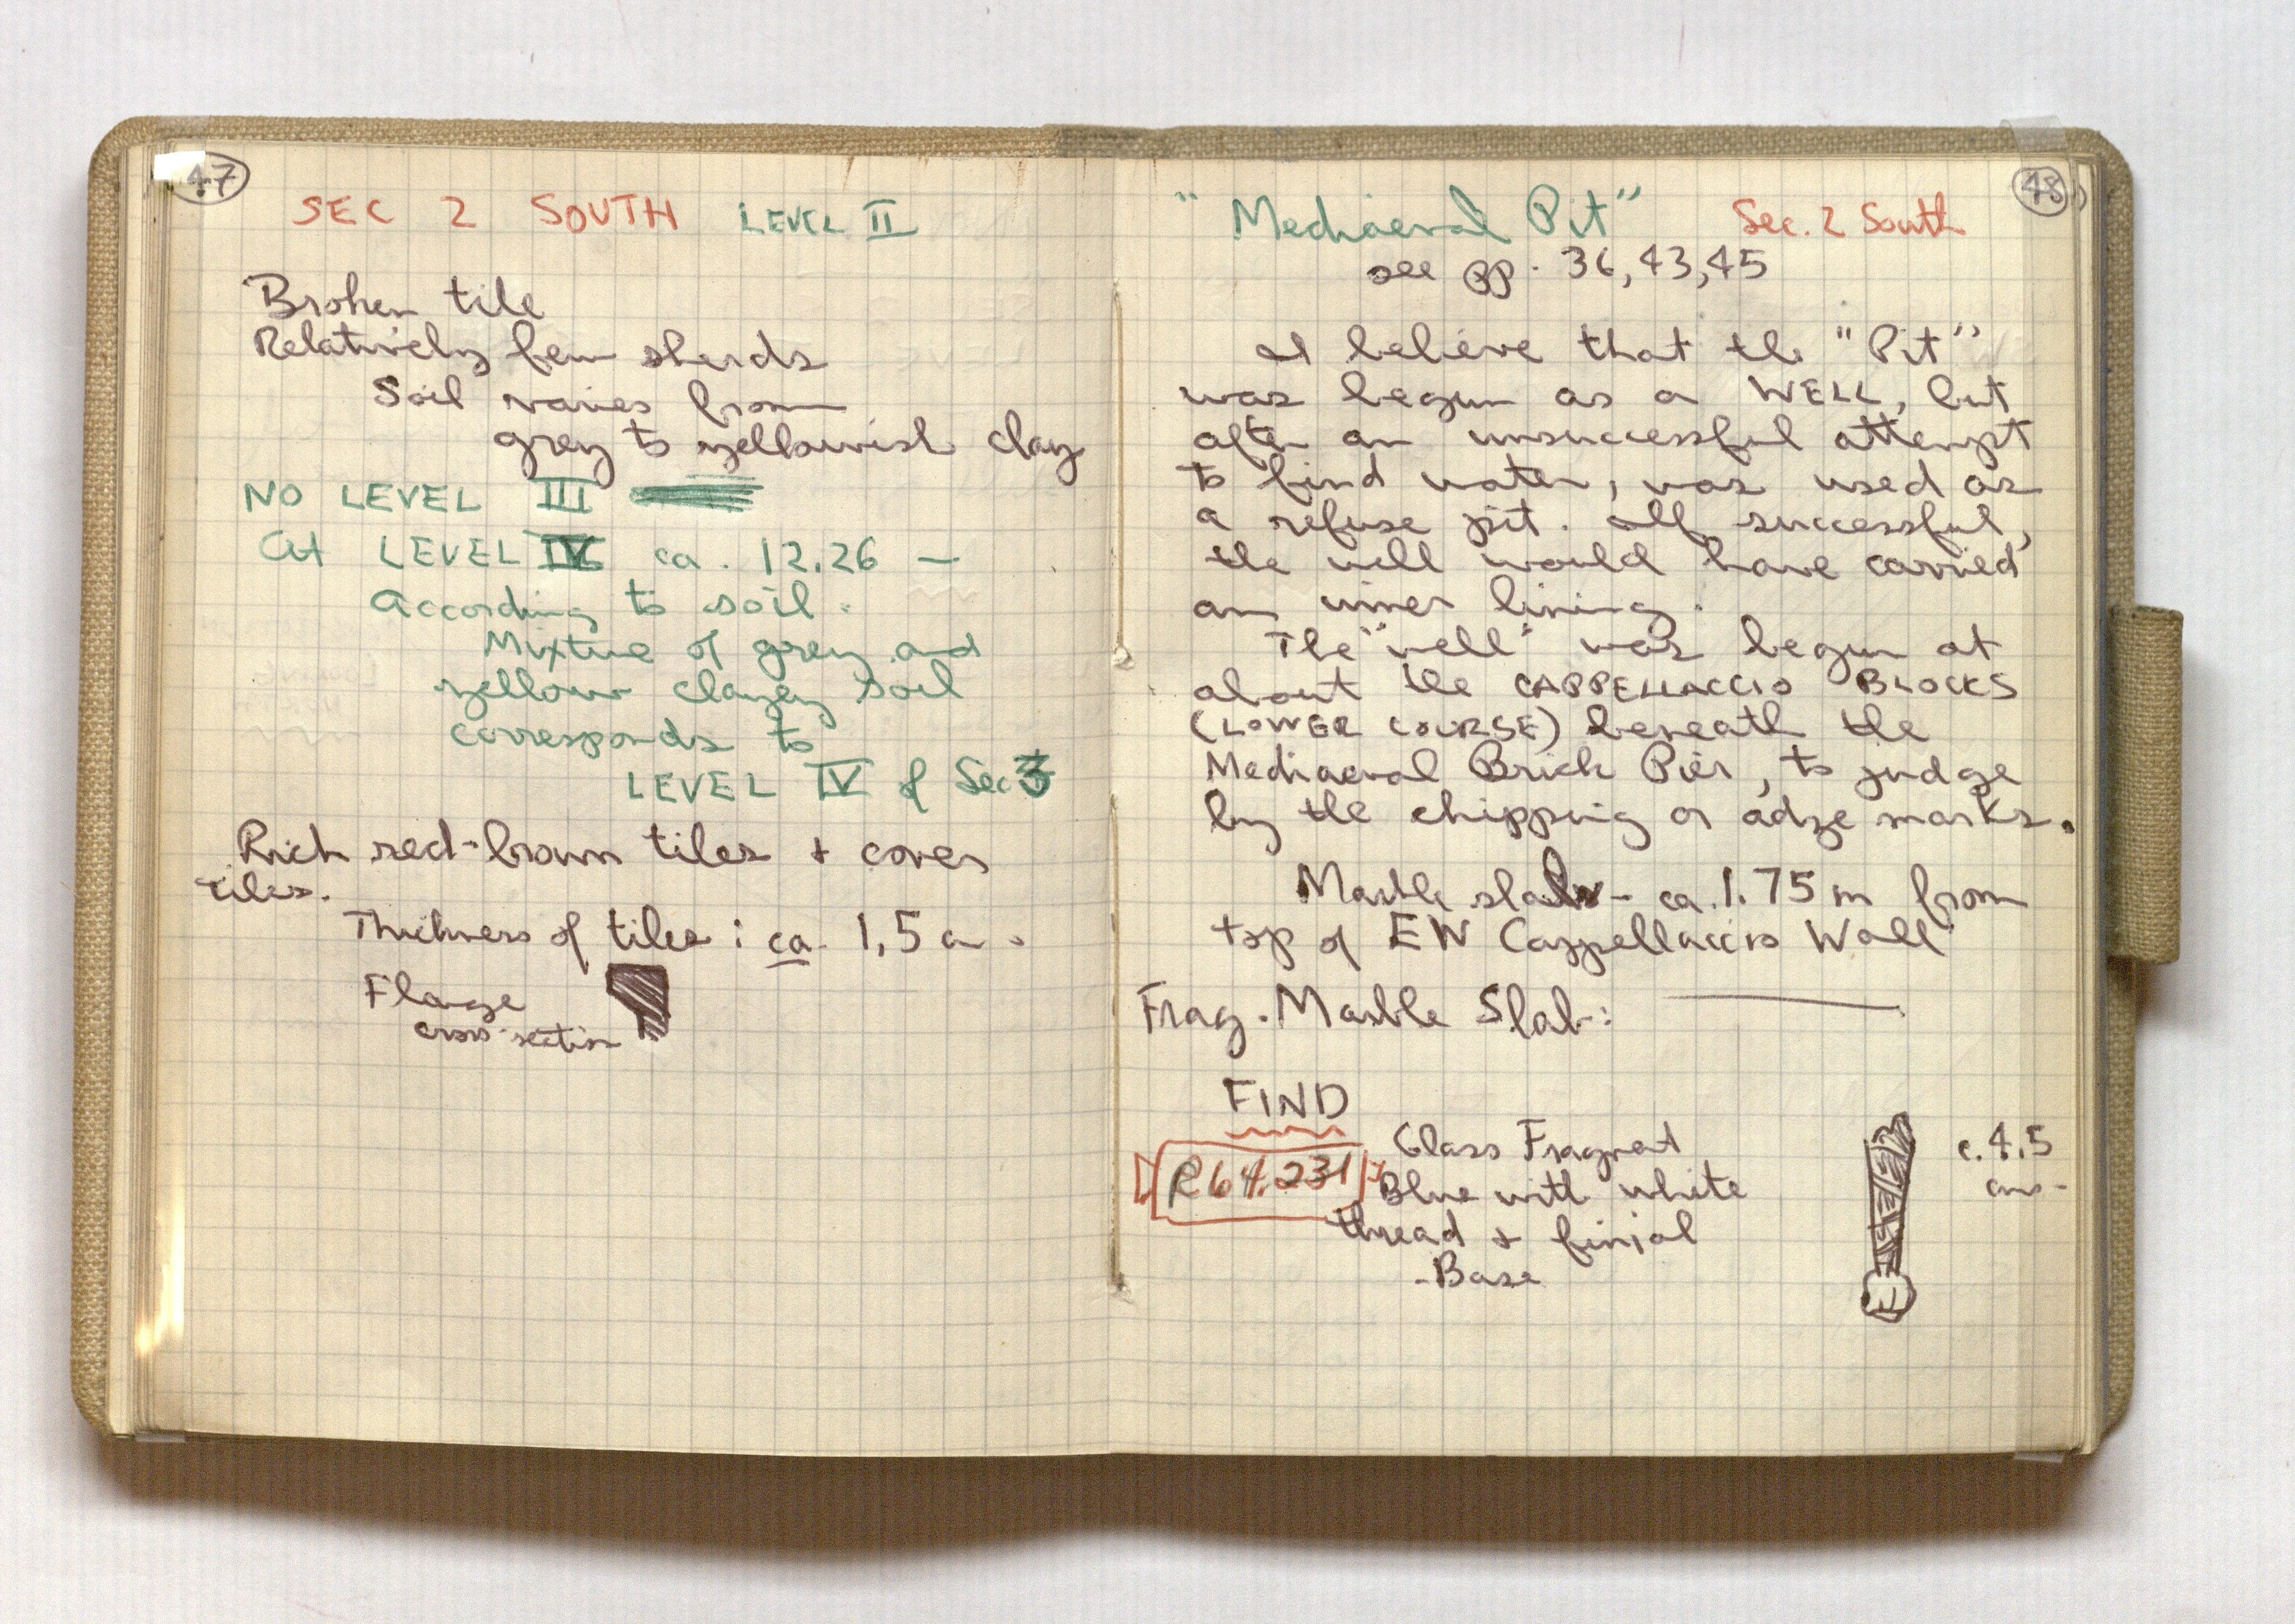 47
SEC 2 SOUTH LEVEL II
Broken tile
Relatively few sherds
Soil varies from
grey to yellowish clay
NO LEVEL III
At LEVEL IV ca. 12.26 —
According to soil.
Mixture of grey and
yellow clayey soil
corresponds to
LEVEL IV of Sec 3
Rich red-brown tiles + cover
tiles.
Thickness of tiles : ca. 1,5 cm.
Flange
cross-section
48
"Mediaeval Pit" Sec. 2 South
see pp. 36, 43, 45
I believe that the "Pit"
was begun as a WELL, but
after an unsuccessful attempt
to find water, was used as
a refuse pit. If successful,
the well would have carried
an inner lining.
The "well" was begun at
about the CAPPELLACCIO BLOCKS
(LOWER COURSE) beneath the
Mediaeval Brick Pier, to judge
by the chipping or adze marks.
Marble slab - ca. 1.75 m from
top of EW Cappellaccio Wall
Frag. Marble Slab:
FIND
R64.231
Glass Fragment
Blue with white
thread + finial
- Base
c. 4.5
cms.